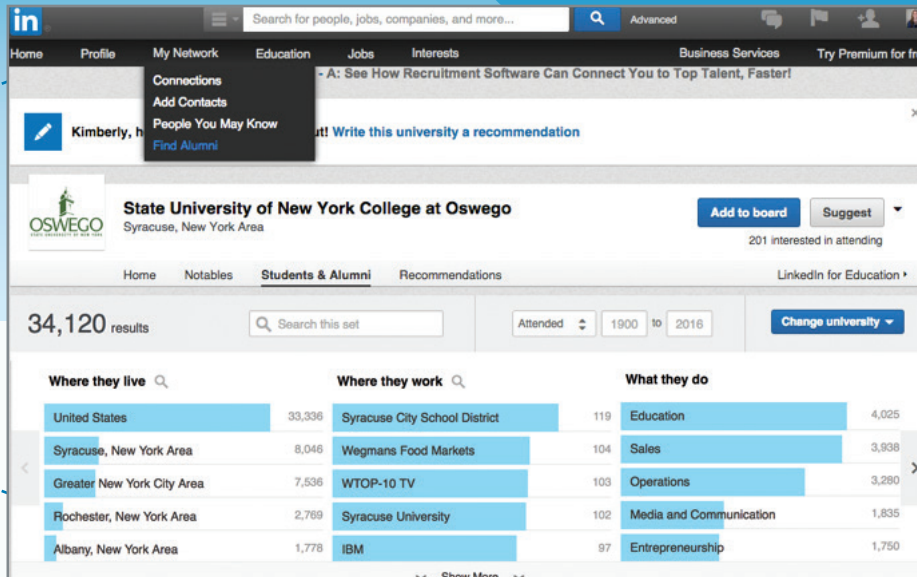 in
Search for people, jobs, companies, and more...
Advanced
Home Profile My Network Education Jobs Interests Business Services Try Premium for fr
- A: See How Recruitment Software Can Connect You to Top Talent, Faster!
Connections
Add Contacts
People You May Know
Find Alumni
Kimberly, h ut! Write this university a recommendation
OSWEGO
State University of New York College at Oswego
Syracuse, New York Area
Add to board Suggest
201 interested in attending
Home Notables Students & Alumni Recommendations LinkedIn for Education
34,120 results
Search this set
Attended 1900 to 2016
Change university
Where they live Where they work What they do
United States 33,336 Syracuse City School District 119 Education 4,025
Syracuse, New York Area 8,046 Wegmans Food Markets 104 Sales 3,938
Greater New York City Area 7,536 WTOP-10 TV 103 Operations 3,280
Rochester, New York Area 2,769 Syracuse University 102 Media and Communication 1,835
Albany, New York Area 1,778 IBM 97 Entrepreneurship 1,750
Show More